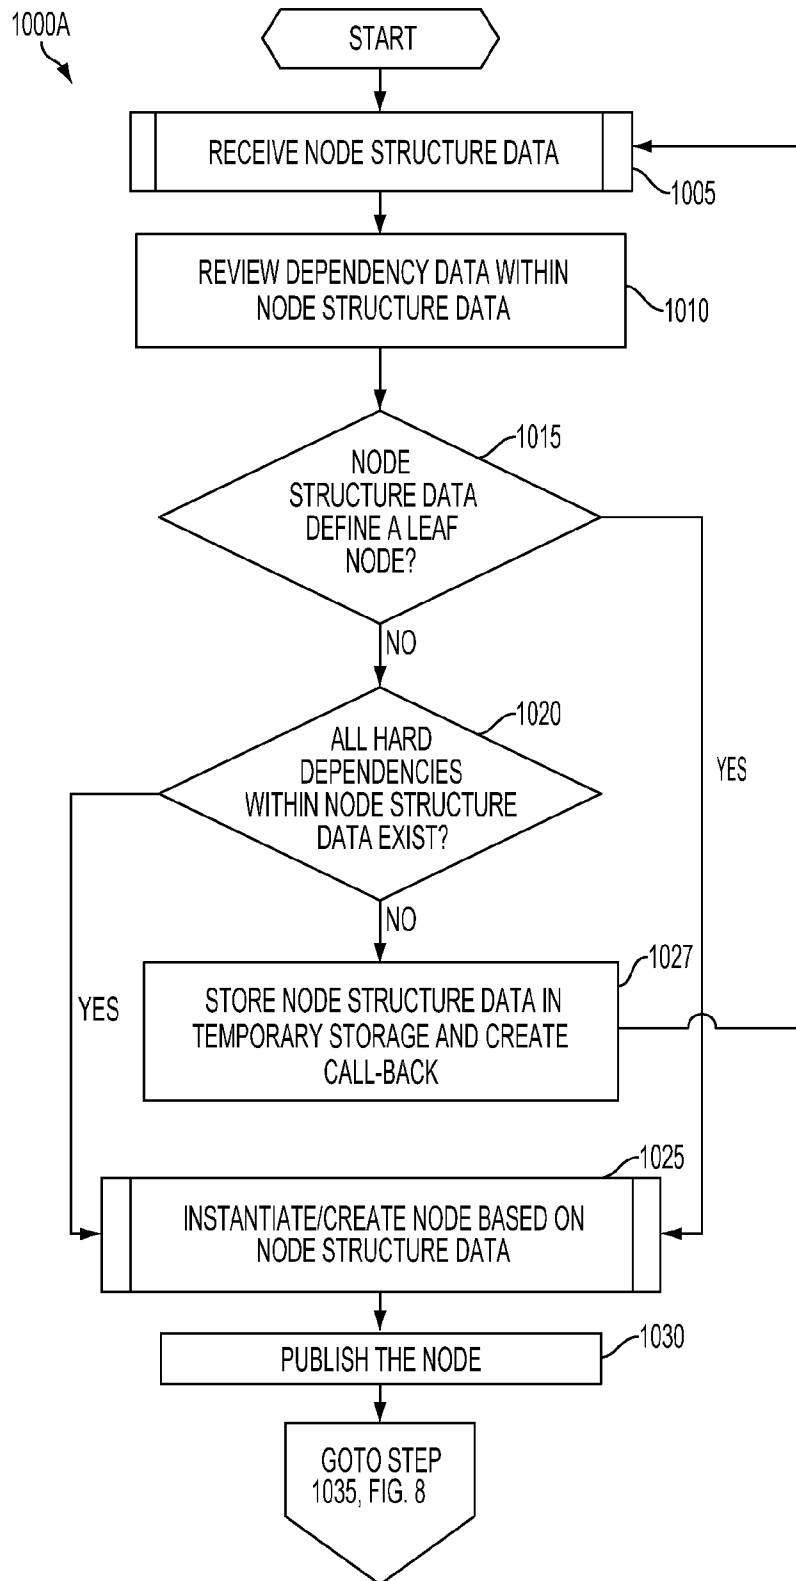 1000A
START
RECEIVE NODE STRUCTURE DATA
1005
REVIEW DEPENDENCY DATA WITHIN
NODE STRUCTURE DATA
1010
1015
NODE
STRUCTURE DATA
DEFINE A LEAF
NODE?
NO
YES
1020
ALL HARD
DEPENDENCIES
WITHIN NODE STRUCTURE
DATA EXIST?
NO
YES
1027
STORE NODE STRUCTURE DATA IN
TEMPORARY STORAGE AND CREATE
CALL-BACK
1025
INSTANTIATE/CREATE NODE BASED ON
NODE STRUCTURE DATA
PUBLISH THE NODE
1030
GOTO STEP
1035, FIG. 8